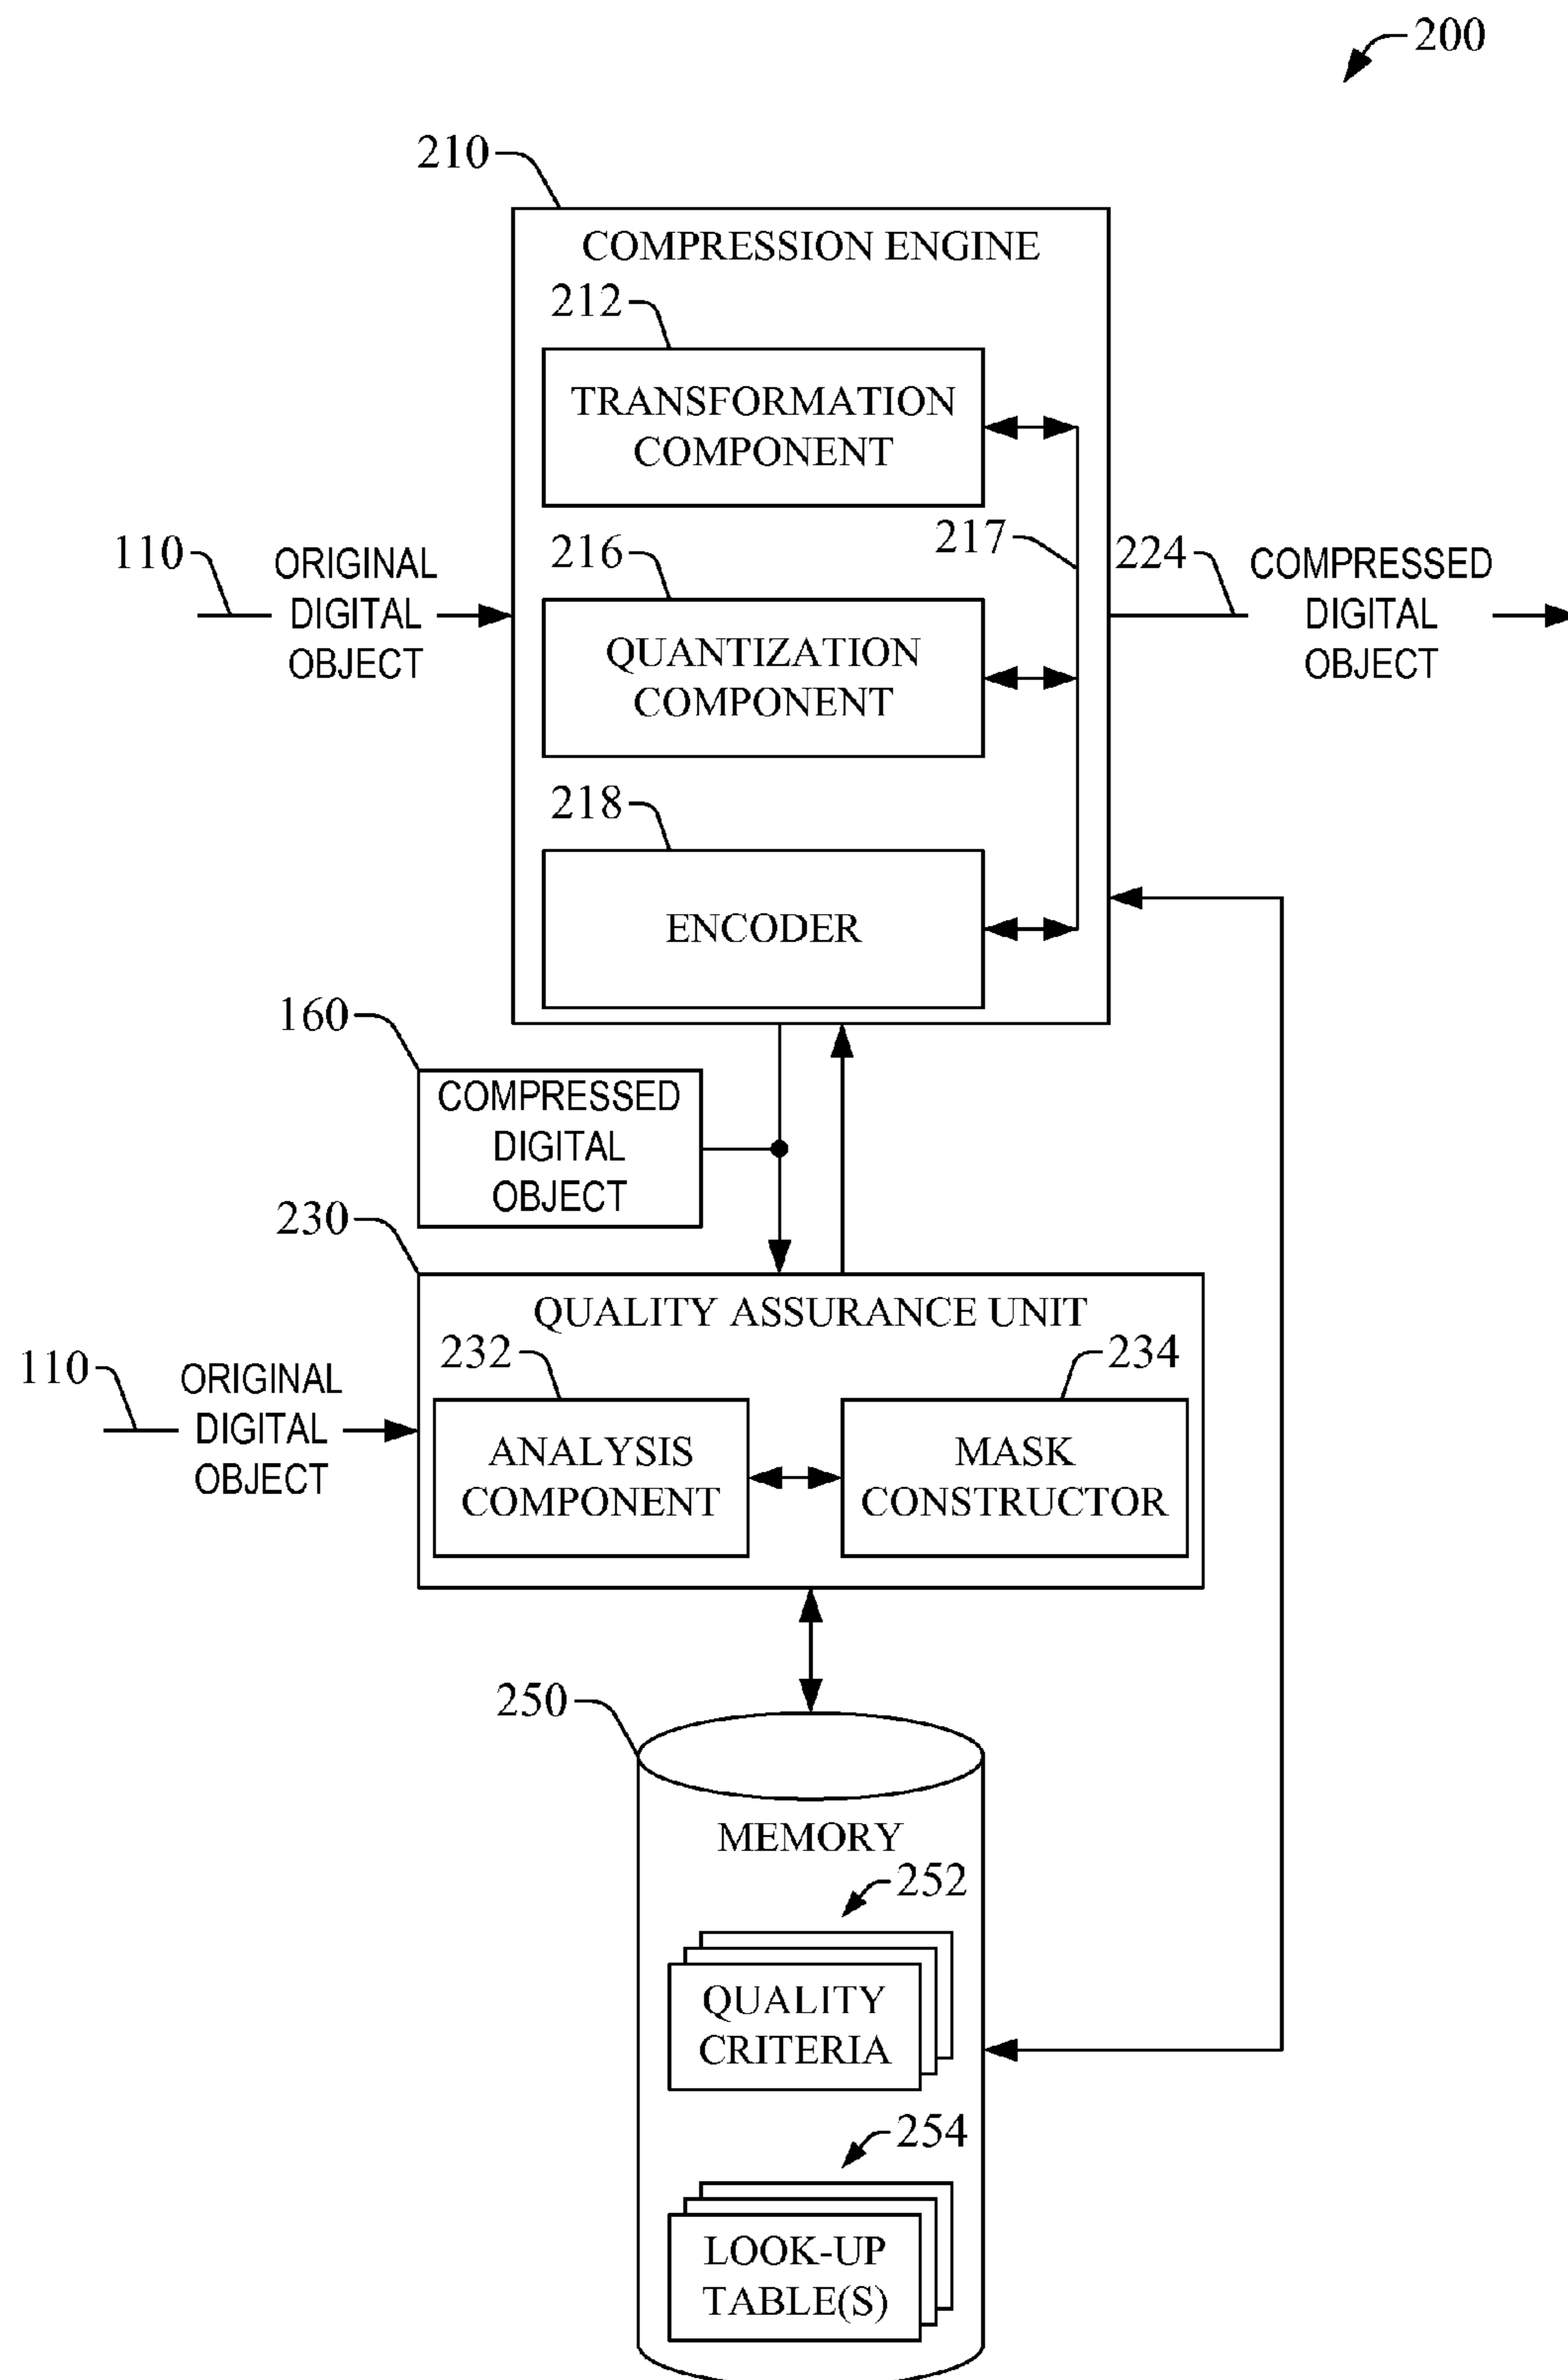 200
210
COMPRESSION ENGINE
212
TRANSFORMATION
COMPONENT
110
ORIGINAL
DIGITAL
OBJECT
216
217
224
COMPRESSED
DIGITAL
OBJECT
QUANTIZATION
COMPONENT
218
ENCODER
160
COMPRESSED
DIGITAL
OBJECT
230
QUALITY ASSURANCE UNIT
110
ORIGINAL
DIGITAL
OBJECT
232
234
ANALYSIS
COMPONENT
MASK
CONSTRUCTOR
250
MEMORY
252
QUALITY
CRITERIA
254
LOOK-UP
TABLE(S)